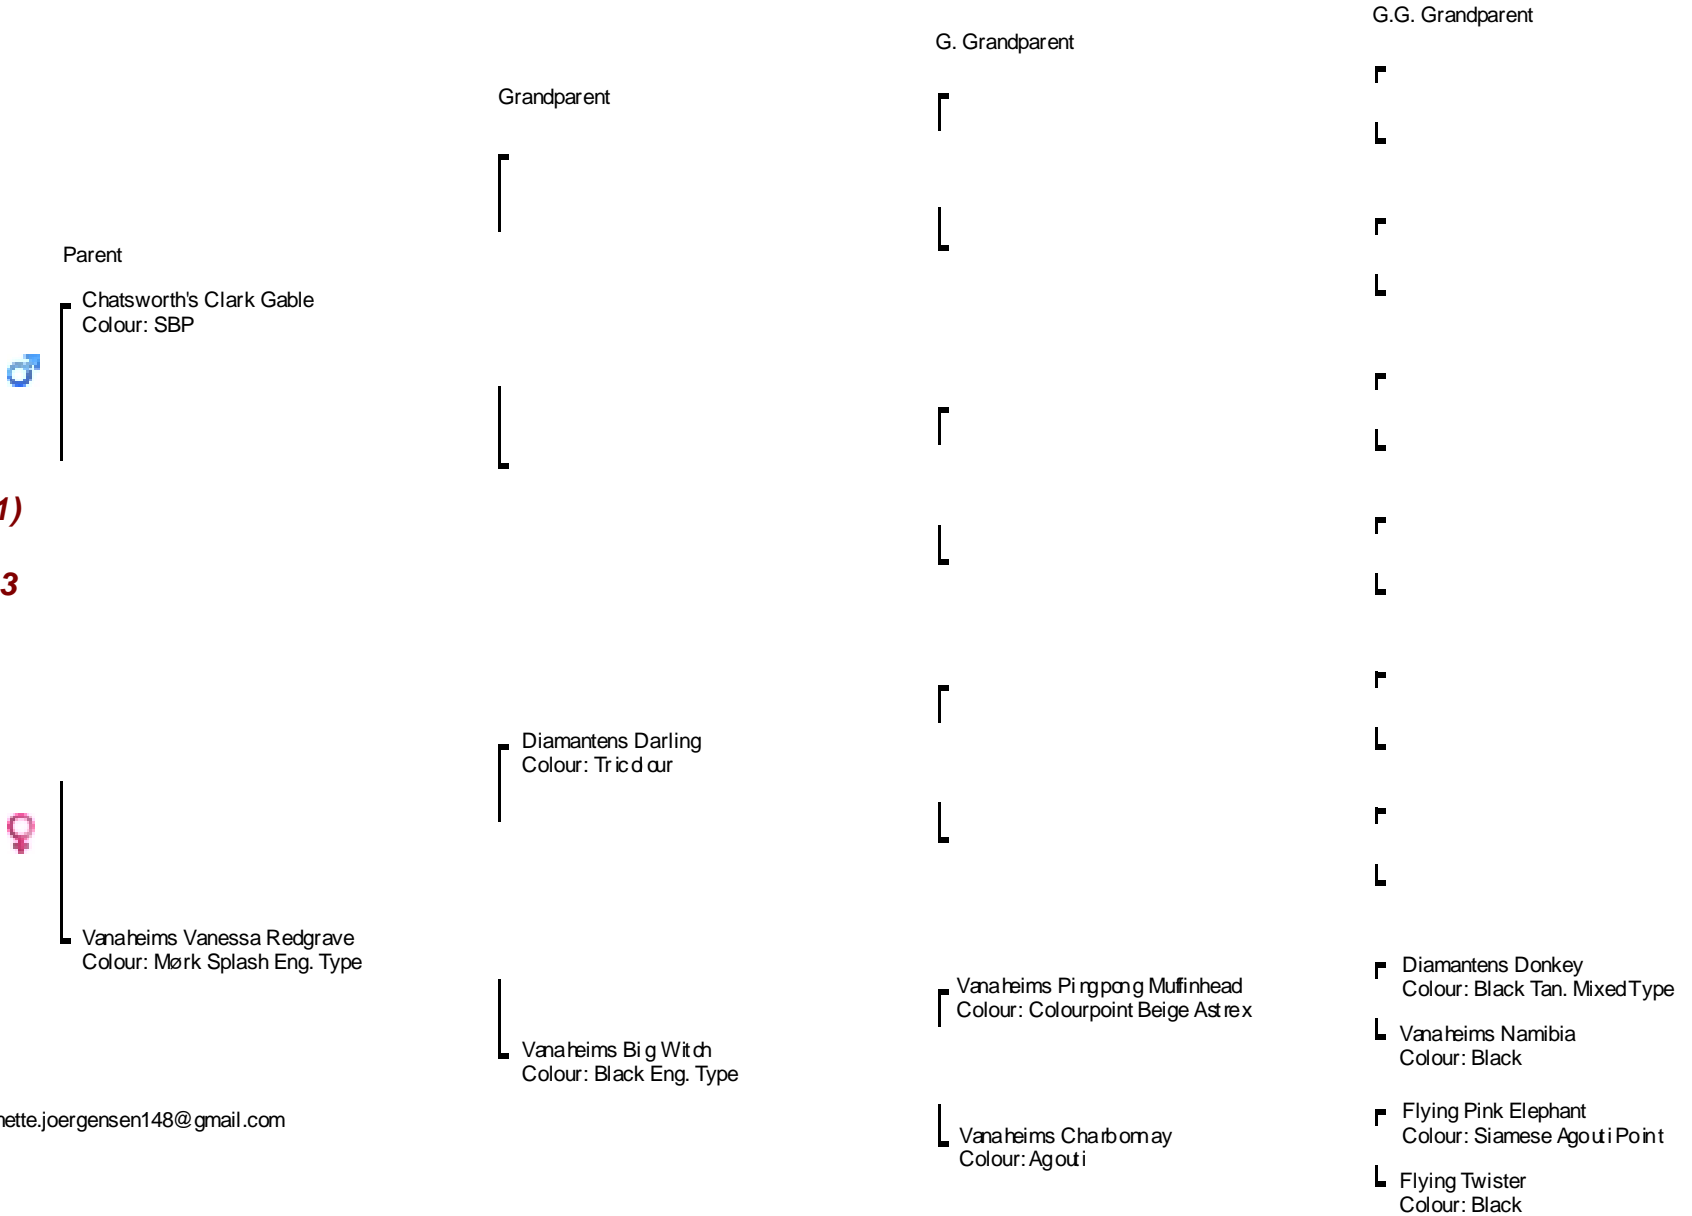 G.G. Grandparent
G. Grandparent
Grandparent
Parent
Chatsworth's Clark Gable
Colour: SBP
1)
3
Diamantens Darling
Colour: Tricolour
Vanaheims Vanessa Redgrave
Colour: Mørk Splash Eng. Type
Vanaheims Big Witch
Colour: Black Eng. Type
Vanaheims Pingpong Muffinhead
Colour: Colourpoint Beige Astrex
Vanaheims Charbornnay
Colour: Agouti
Diamantens Donkey
Colour: Black Tan. Mixed Type
Vanaheims Namibia
Colour: Black
Flying Pink Elephant
Colour: Siamese Agouti Point
Flying Twister
Colour: Black
nette.joergensen148@gmail.com